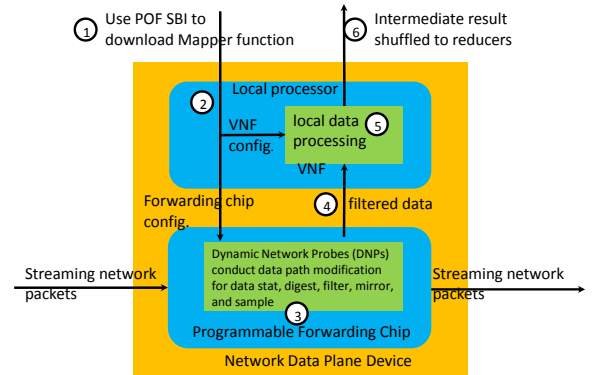 1 Use POF SBI to
download Mapper function
6 Intermediate result
shuffled to reducers
Local processor
2
VNF
config.
local data
processing
5
VNF
Forwarding chip
config.
4 filtered data
Streaming network
packets
Dynamic Network Probes (DNPs)
conduct data path modification
for data stat, digest, filter, mirror,
and sample
3
Programmable Forwarding Chip
Streaming network
packets
Network Data Plane Device